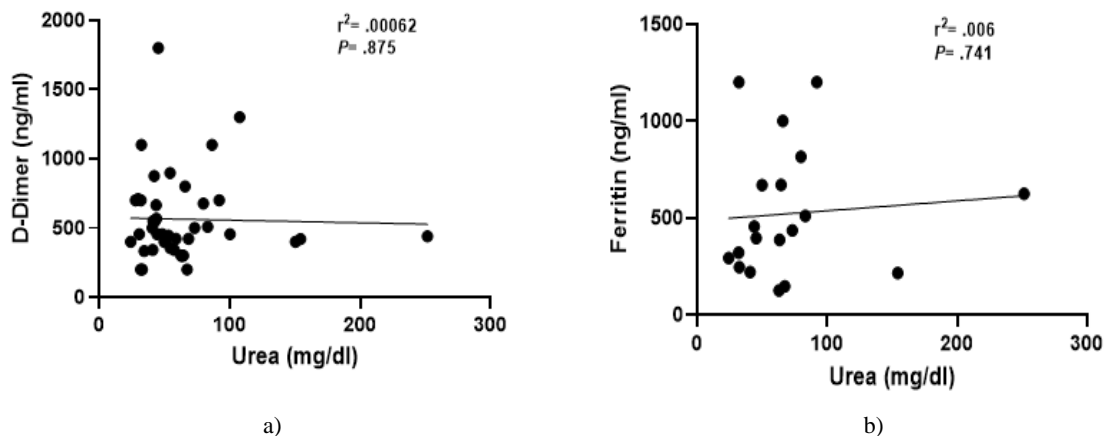 r²= .00062
P= .875
2000
1500
1000
500
0
D-Dimer (ng/ml)
0 100 200 300
Urea (mg/dl)
a)
r²= .006
P= .741
1500
1000
500
0
Ferritin (ng/ml)
0 100 200 300
Urea (mg/dl)
b)